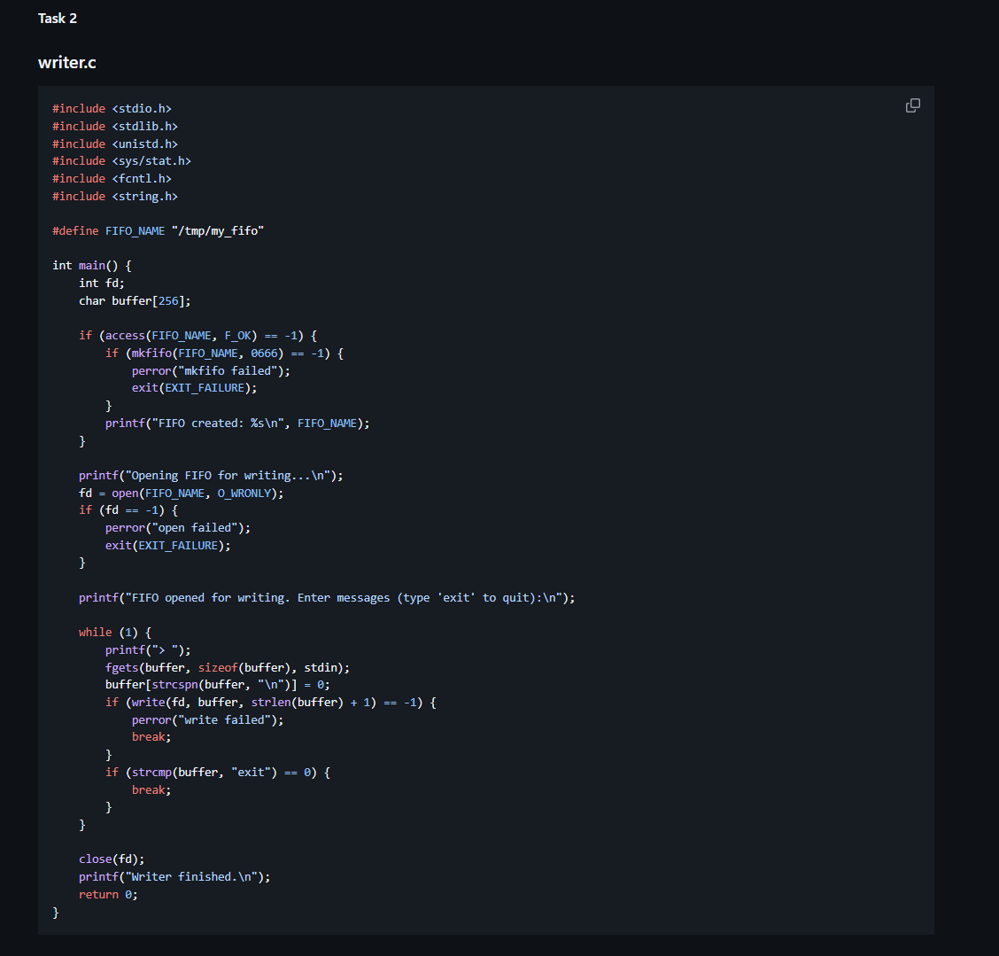 Task 2
writer.c
#include <stdio.h>
#include <stdlib.h>
#include <unistd.h>
#include <sys/stat.h>
#include <fcntl.h>
#include <string.h>
#define FIFO_NAME "/tmp/my_fifo"
int main() {
    int fd;
    char buffer[256];
    if (access(FIFO_NAME, F_OK) == -1) {
        if (mkfifo(FIFO_NAME, 0666) == -1) {
            perror("mkfifo failed");
            exit(EXIT_FAILURE);
        }
        printf("FIFO created: %s\n", FIFO_NAME);
    }
    printf("Opening FIFO for writing...\n");
    fd = open(FIFO_NAME, O_WRONLY);
    if (fd == -1) {
        perror("open failed");
        exit(EXIT_FAILURE);
    }
    printf("FIFO opened for writing. Enter messages (type 'exit' to quit):\n");
    while (1) {
        printf("> ");
        fgets(buffer, sizeof(buffer), stdin);
        buffer[strcspn(buffer, "\n")] = 0;
        if (write(fd, buffer, strlen(buffer) + 1) == -1) {
            perror("write failed");
            break;
        }
        if (strcmp(buffer, "exit") == 0) {
            break;
        }
    }
    close(fd);
    printf("Writer finished.\n");
    return 0;
}